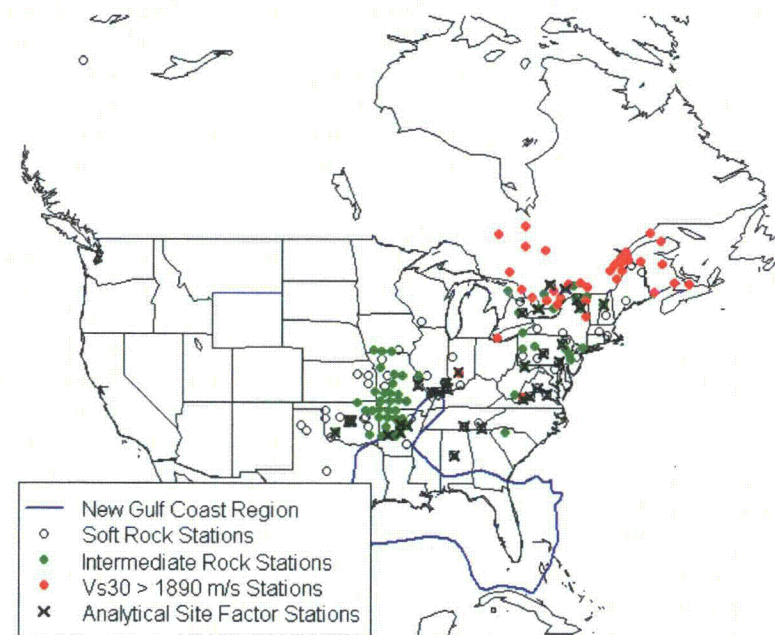 New Gulf Coast Region
Soft Rock Stations
Intermediate Rock Stations
Vs30 > 1890 m/s Stations
Analytical Site Factor Stations